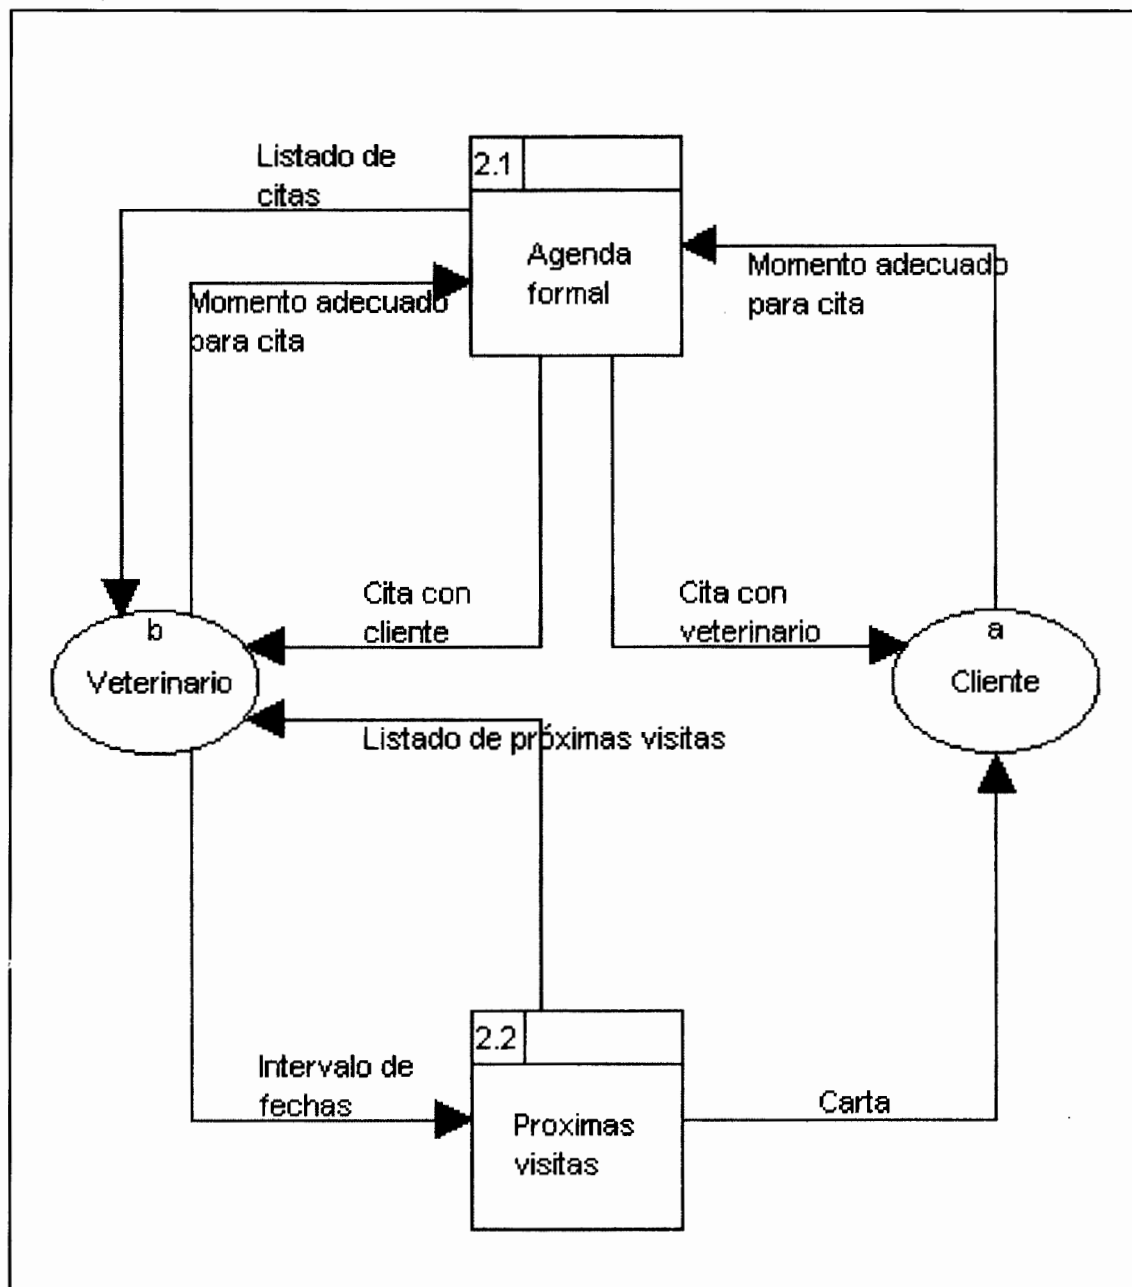 Listado de
citas
2.1
Agenda
formal
Momento adecuado
para cita
Momento adecuado
para cita
Cita con
cliente
Cita con
veterinario
b
Veterinario
a
Cliente
Listado de próximas visitas
2.2
Intervalo de
fechas
Proximas
visitas
Carta